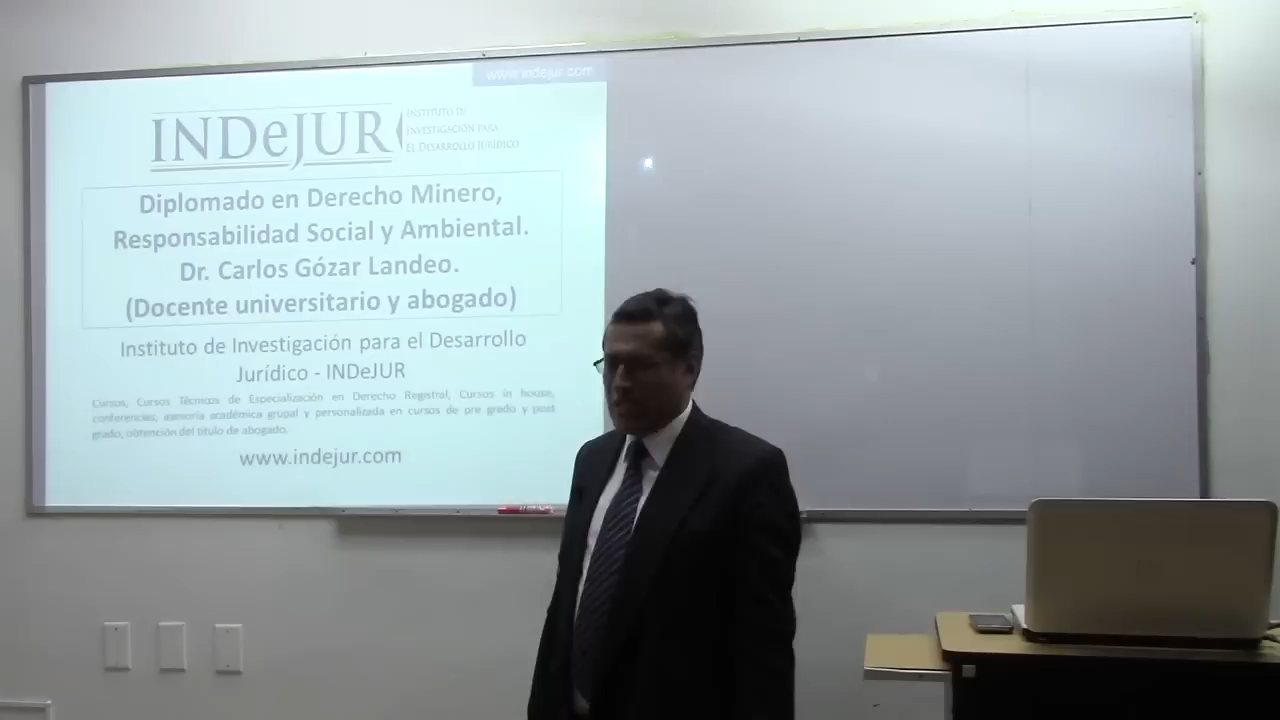 www.indejur.com
INDeJUR
INSTITUTO DE
INVESTIGACIÓN PARA
EL DESARROLLO JURÍDICO
Diplomado en Derecho Minero,
Responsabilidad Social y Ambiental.
Dr. Carlos Gózar Landeo.
(Docente universitario y abogado)
Instituto de Investigación para el Desarrollo
Jurídico - INDeJUR
Cursos, Cursos Técnicos de Especialización en Derecho Registral, Cursos in house,
conferencias, asesoría académica grupal y personalizada en cursos de pre grado y post
grado, obtención del título de abogado.
www.indejur.com